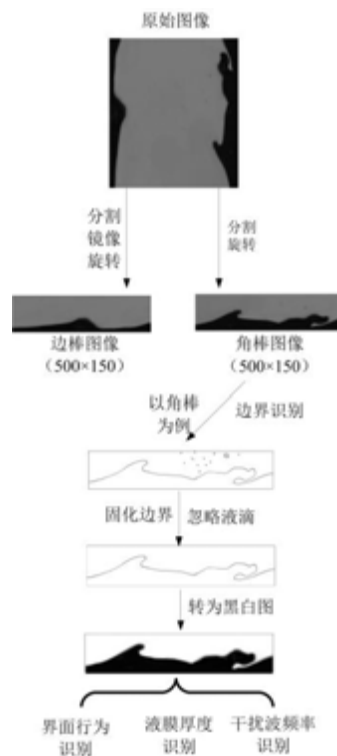 原始图像
分割
镜像
旋转
分割
旋转
边棒图像
（500×150）
角棒图像
（500×150）
以角棒
为例
边界识别
固化边界
忽略液滴
转为黑白图
界面行为
识别
液膜厚度
识别
干扰波频率
识别